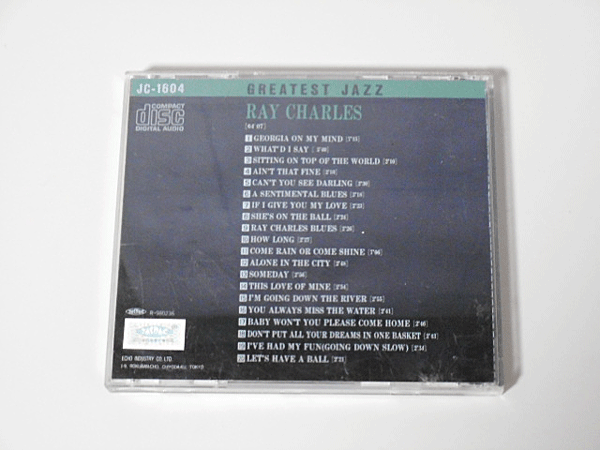 JC-1604 GREATEST JAZZ
COMPACT
disc
DIGITAL AUDIO
RAY CHARLES
1 GEORGIA ON MY MIND
2 WHAT'D I SAY
3 SITTING ON TOP OF THE WORLD
4 AIN'T THAT FINE
5 CAN'T YOU SEE DARLING
6 A SENTIMENTAL BLUES
7 IF I GIVE YOU MY LOVE
8 SHE'S ON THE BALL
9 RAY CHARLES BLUES
10 HOW LONG
11 COME RAIN OR COME SHINE
12 ALONE IN THE CITY
13 SOMEDAY
14 THIS LOVE OF MINE
15 I'M GOING DOWN THE RIVER
16 YOU ALWAYS MISS THE WATER
17 BABY WON'T YOU PLEASE COME HOME
18 DON'T PUT ALL YOUR DREAMS IN ONE BASKET
19 I'VE HAD MY FUN(GOING DOWN SLOW)
20 LET'S HAVE A BALL
ECHO INDUSTRY CO.,LTD.